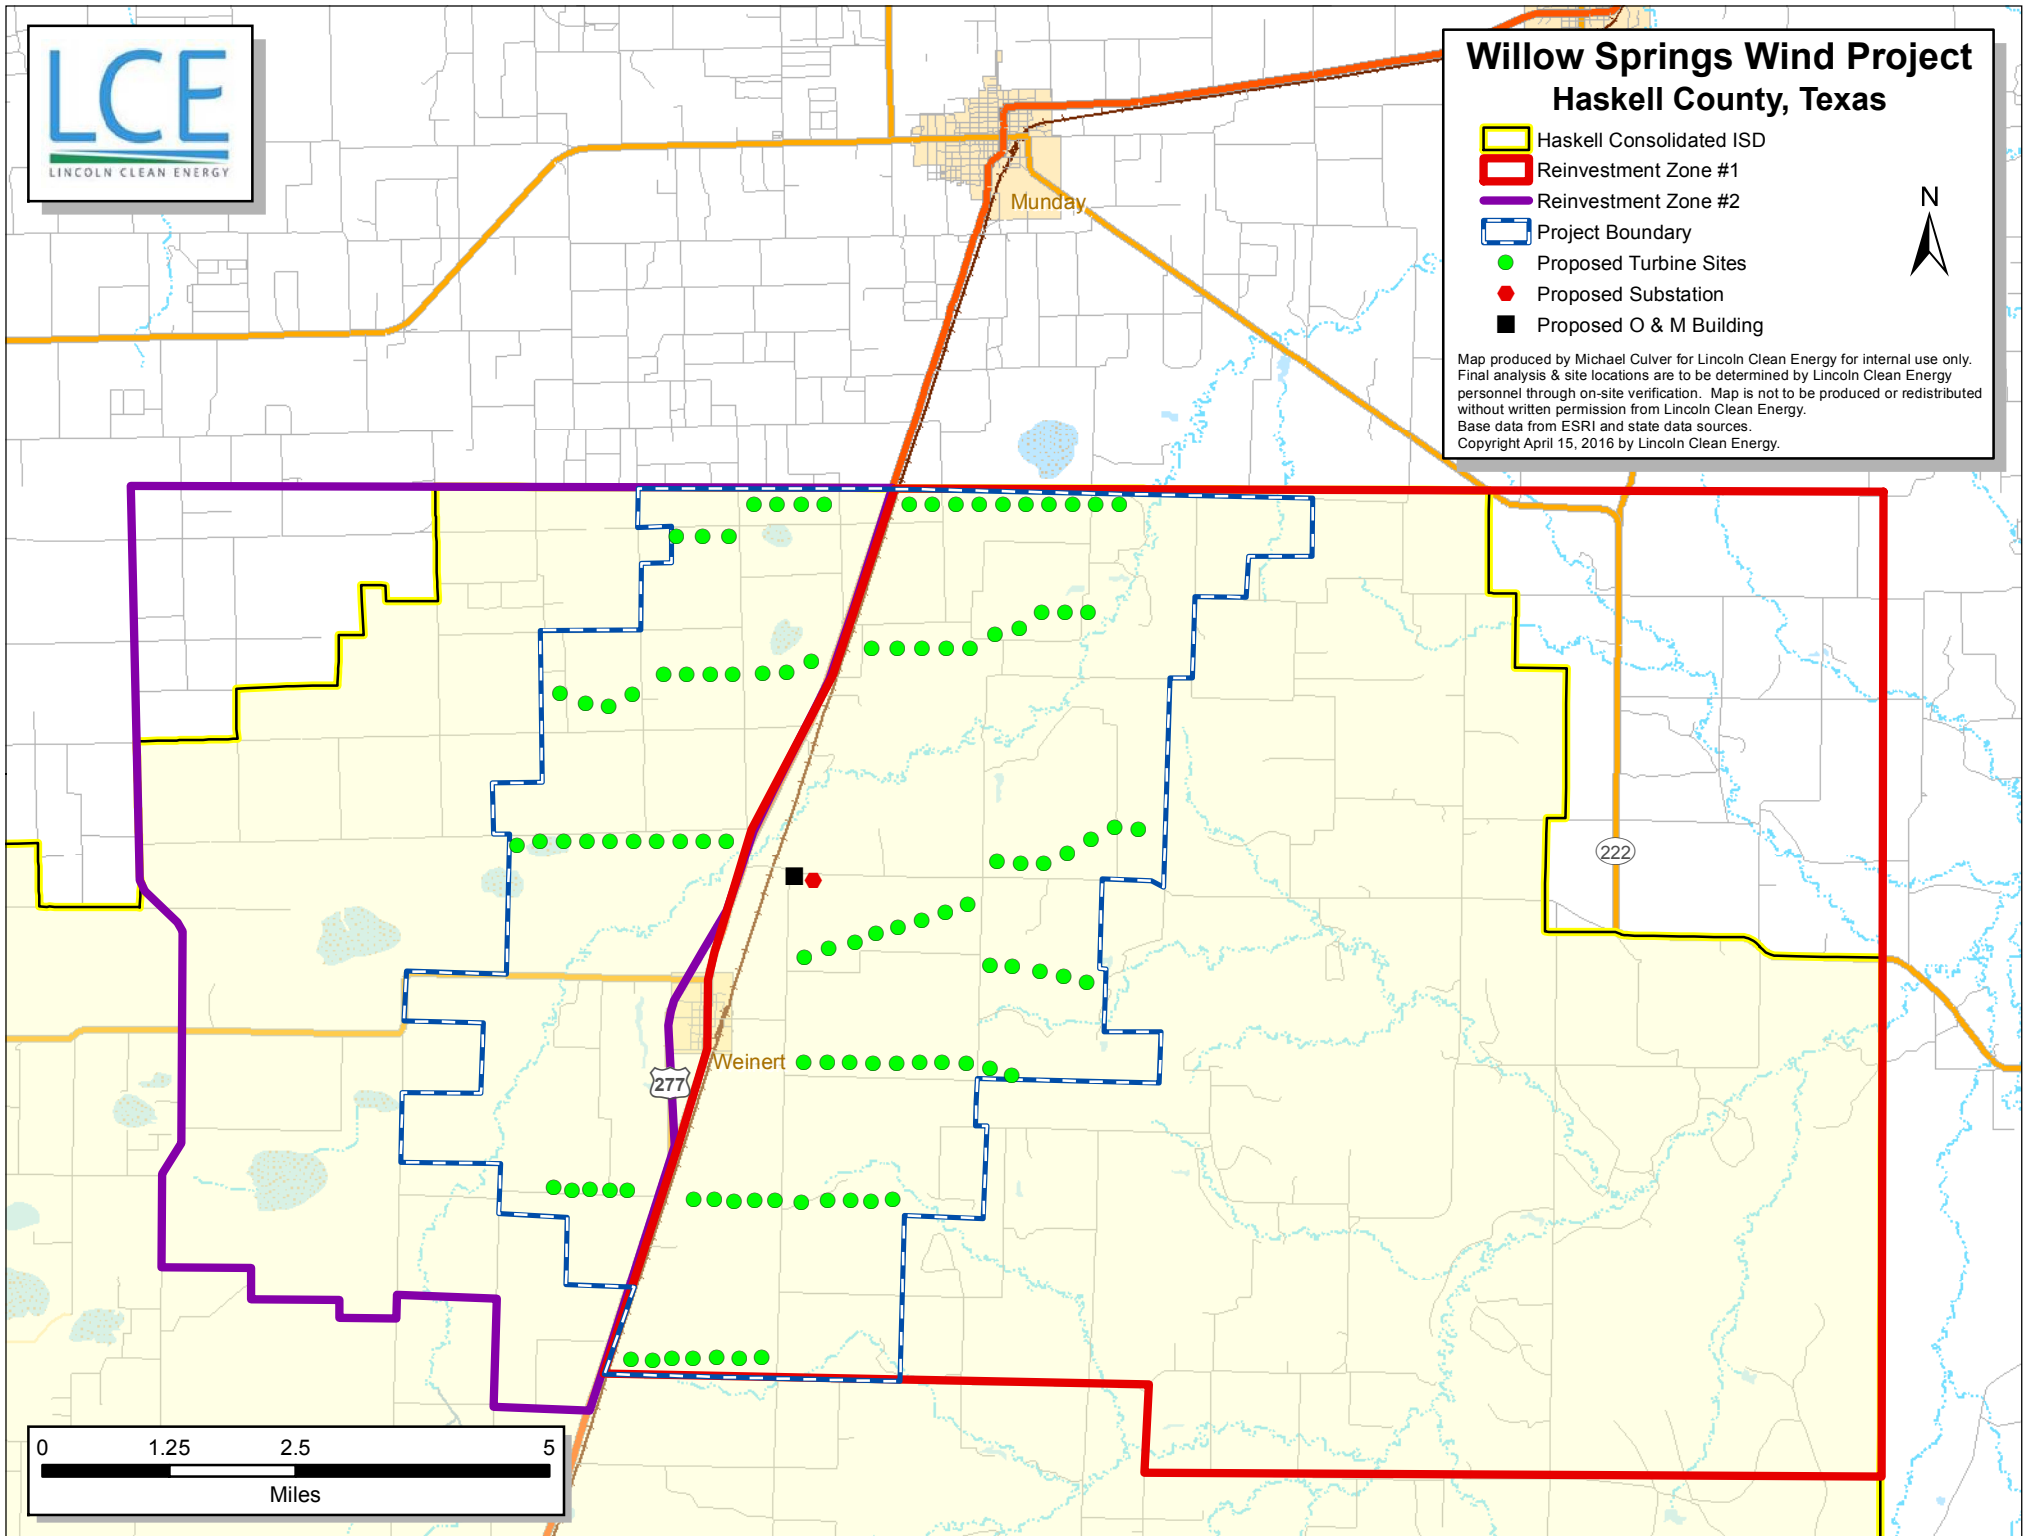 LCE
LINCOLN CLEAN ENERGY
Willow Springs Wind Project
Haskell County, Texas
Haskell Consolidated ISD
Reinvestment Zone #1
Reinvestment Zone #2
Project Boundary
Proposed Turbine Sites
Proposed Substation
Proposed O & M Building
N
Map produced by Michael Culver for Lincoln Clean Energy for internal use only.
Final analysis & site locations are to be determined by Lincoln Clean Energy
personnel through on-site verification. Map is not to be produced or redistributed
without written permission from Lincoln Clean Energy.
Base data from ESRI and state data sources.
Copyright April 15, 2016 by Lincoln Clean Energy.
Munday
222
Weinert
277
0 1.25 2.5 5
Miles